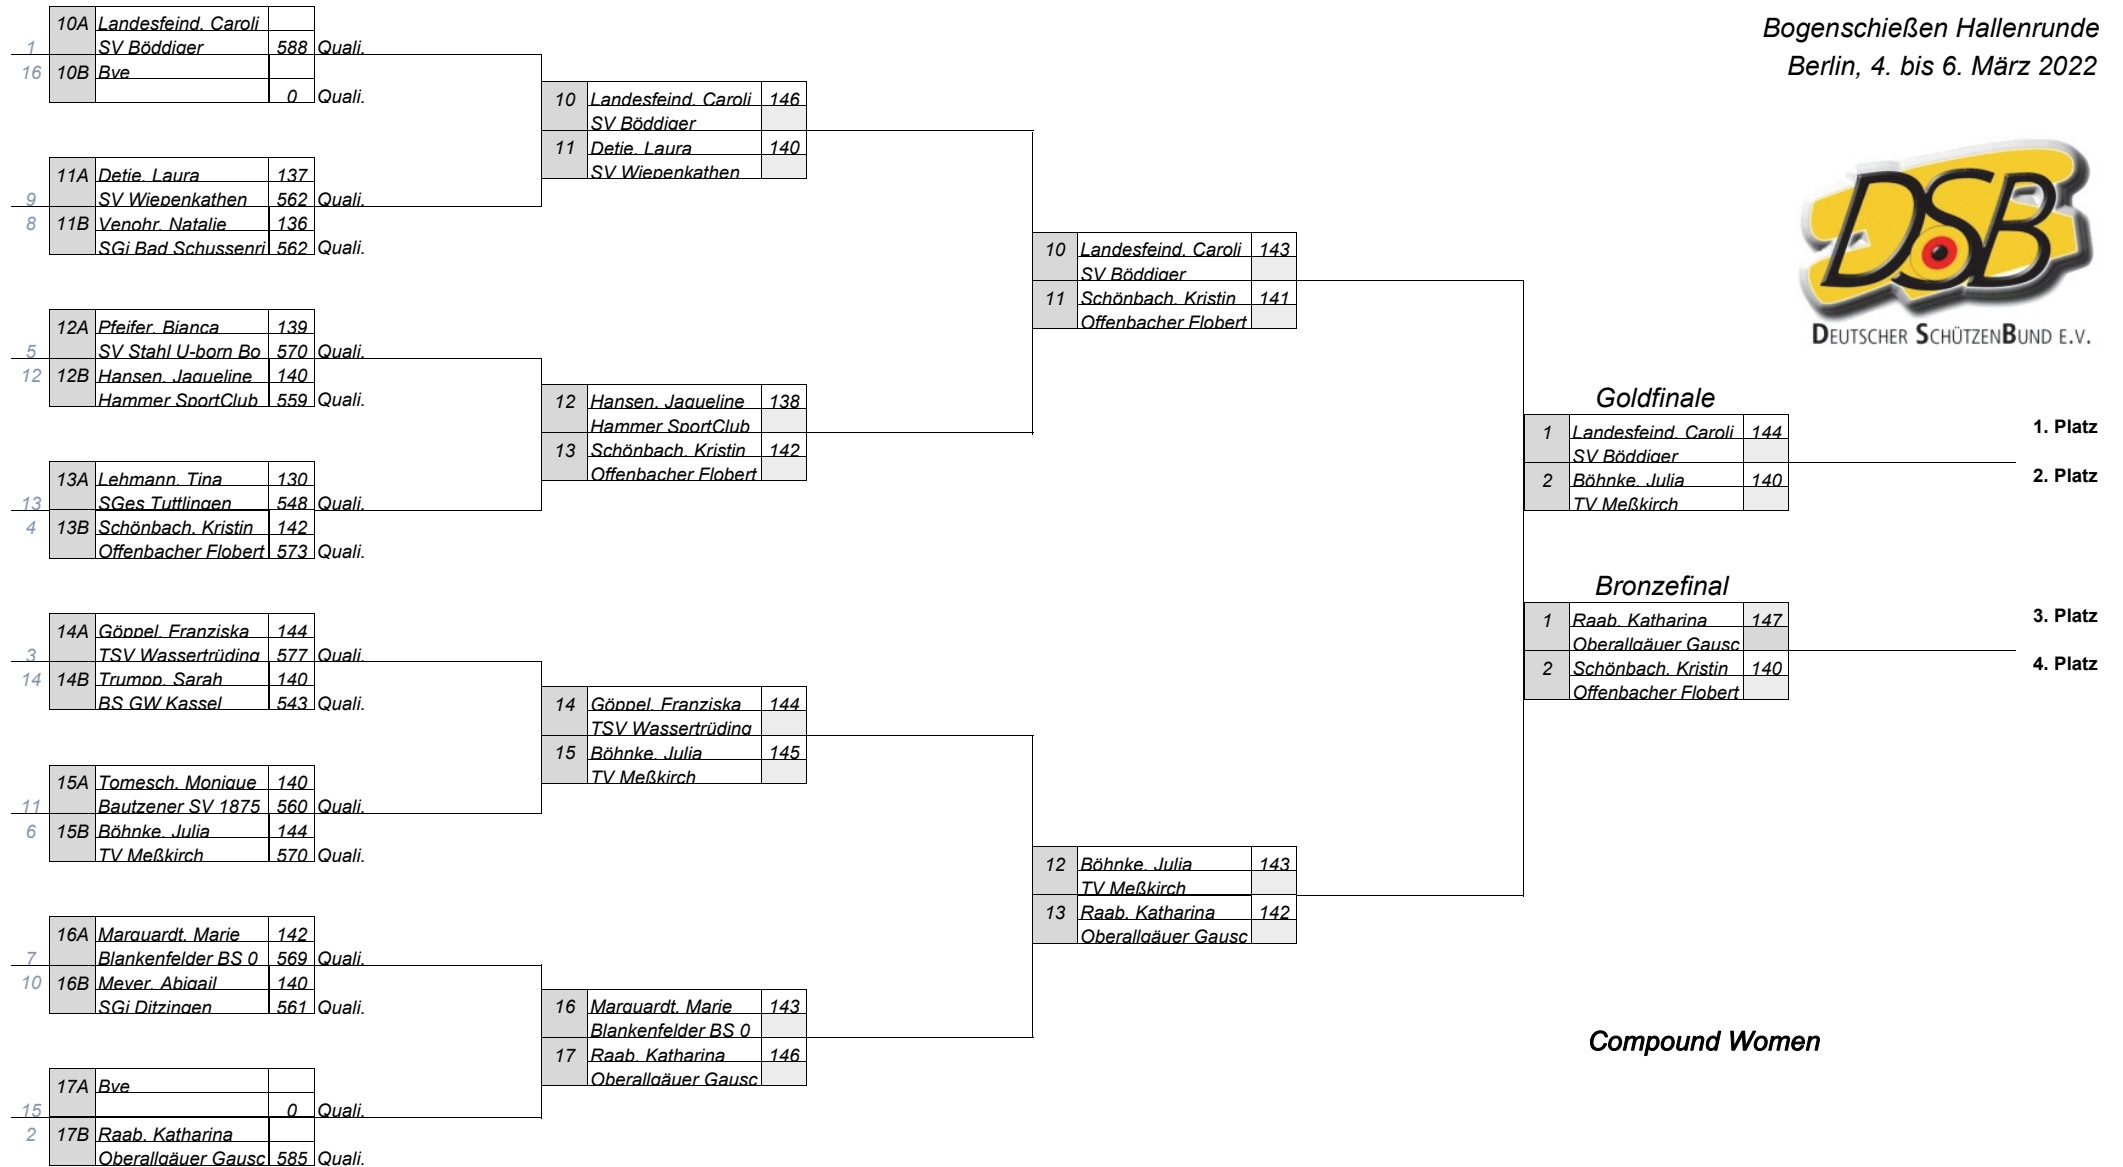 Bogenschießen Hallenrunde
Berlin, 4. bis 6. März 2022
DSB
DEUTSCHER SCHÜTZENBUND E.V.
10A Landesfeind, Caroli
1 SV Böddiger 588 Quali.
16 10B Bye
0 Quali.
11A Detje, Laura 137
9 SV Wiepenkathen 562 Quali.
8 11B Venohr, Natalie 136
SGi Bad Schussenri 562 Quali.
12A Pfeifer, Bianca 139
5 SV Stahl U-born Bo 570 Quali.
12 12B Hansen, Jaqueline 140
Hammer SportClub 559 Quali.
13A Lehmann, Tina 130
13 SGes Tuttlingen 548 Quali.
4 13B Schönbach, Kristin 142
Offenbacher Flobert 573 Quali.
14A Göppel, Franziska 144
3 TSV Wassertrüding 577 Quali.
14 14B Trumpp, Sarah 140
BS GW Kassel 543 Quali.
15A Tomesch, Monique 140
11 Bautzener SV 1875 560 Quali.
6 15B Böhnke, Julia 144
TV Meßkirch 570 Quali.
16A Marquardt, Marie 142
7 Blankenfelder BS 0 569 Quali.
10 16B Meyer, Abigail 140
SGi Ditzingen 561 Quali.
17A Bye
15 0 Quali.
2 17B Raab, Katharina
Oberallgäuer Gausc 585 Quali.
10 Landesfeind, Caroli 146
SV Böddiger
11 Detje, Laura 140
SV Wiepenkathen
12 Hansen, Jaqueline 138
Hammer SportClub
13 Schönbach, Kristin 142
Offenbacher Flobert
14 Göppel, Franziska 144
TSV Wassertrüding
15 Böhnke, Julia 145
TV Meßkirch
16 Marquardt, Marie 143
Blankenfelder BS 0
17 Raab, Katharina 146
Oberallgäuer Gausc
10 Landesfeind, Caroli 143
SV Böddiger
11 Schönbach, Kristin 141
Offenbacher Flobert
12 Böhnke, Julia 143
TV Meßkirch
13 Raab, Katharina 142
Oberallgäuer Gausc
Goldfinale
1 Landesfeind, Caroli 144 1. Platz
SV Böddiger
2 Böhnke, Julia 140 2. Platz
TV Meßkirch
Bronzefinal
1 Raab, Katharina 147 3. Platz
Oberallgäuer Gausc
2 Schönbach, Kristin 140 4. Platz
Offenbacher Flobert
Compound Women